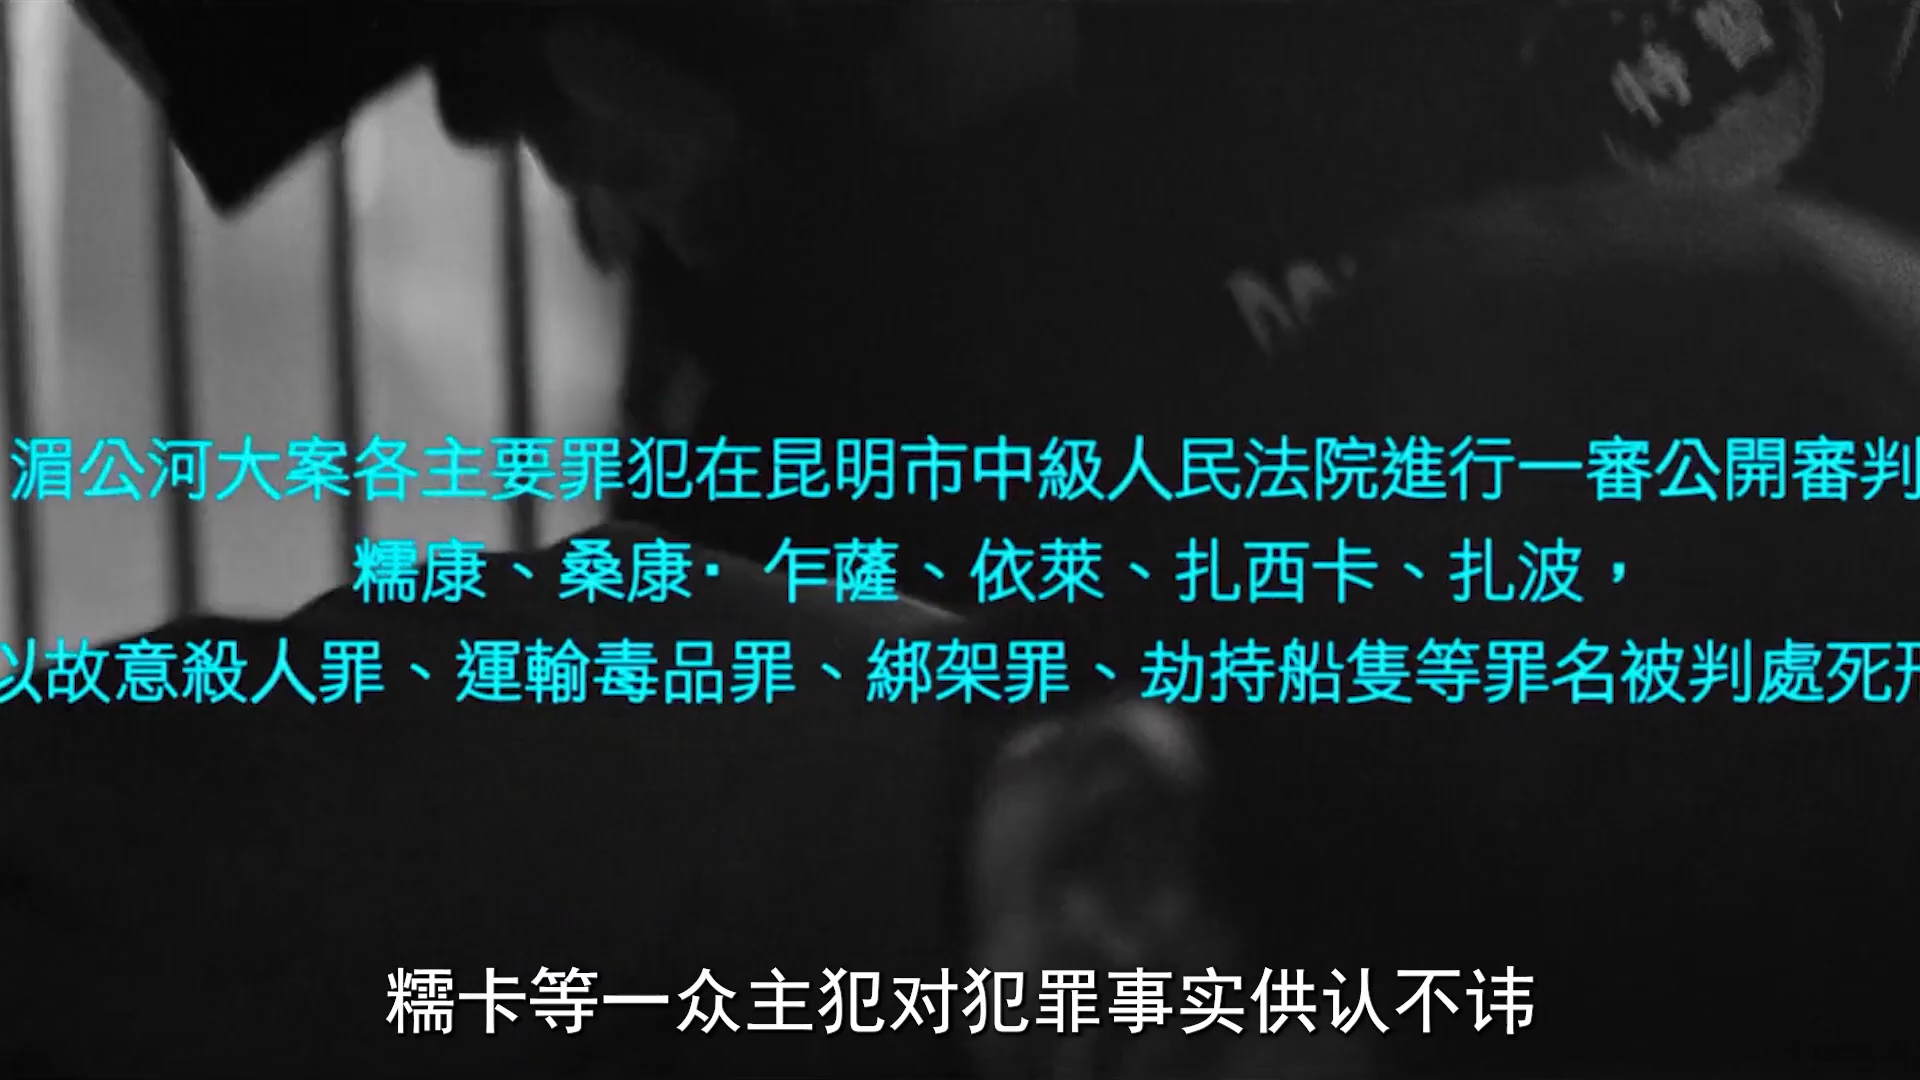 湄公河大案各主要罪犯在昆明市中級人民法院進行一審公開審判
糯康、桑康·乍薩、依萊、扎西卡、扎波，
以故意殺人罪、運輸毒品罪、綁架罪、劫持船隻等罪名被判處死刑
糯卡等一众主犯对犯罪事实供认不讳